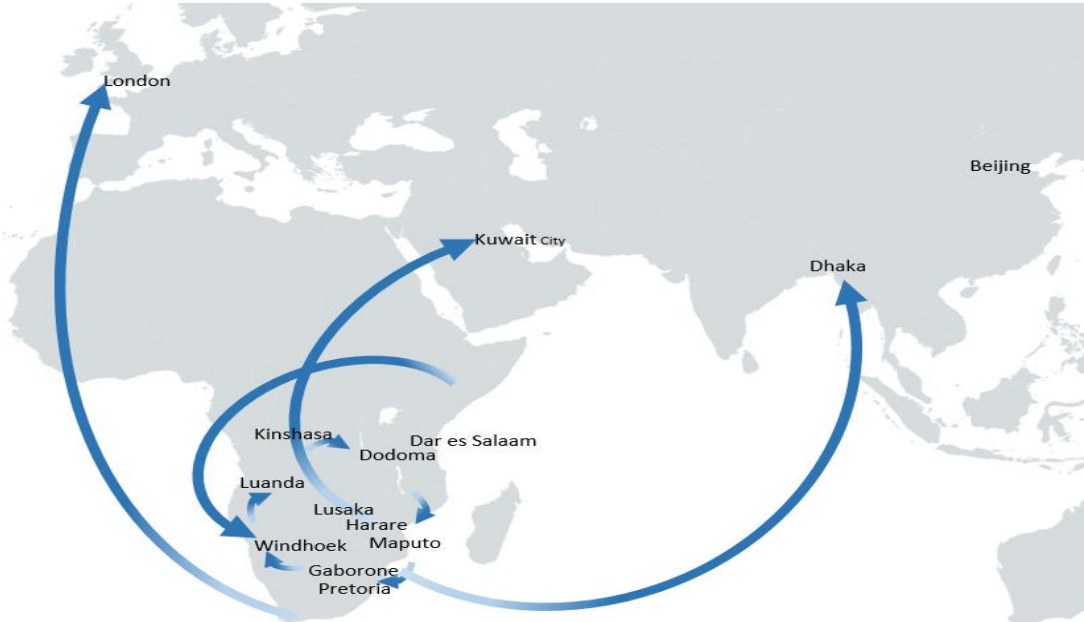 London
Beijing
Kuwait City
Dhaka
Kinshasa
Dar es Salaam
Dodoma
Luanda
Lusaka
Harare
Maputo
Windhoek
Gaborone
Pretoria